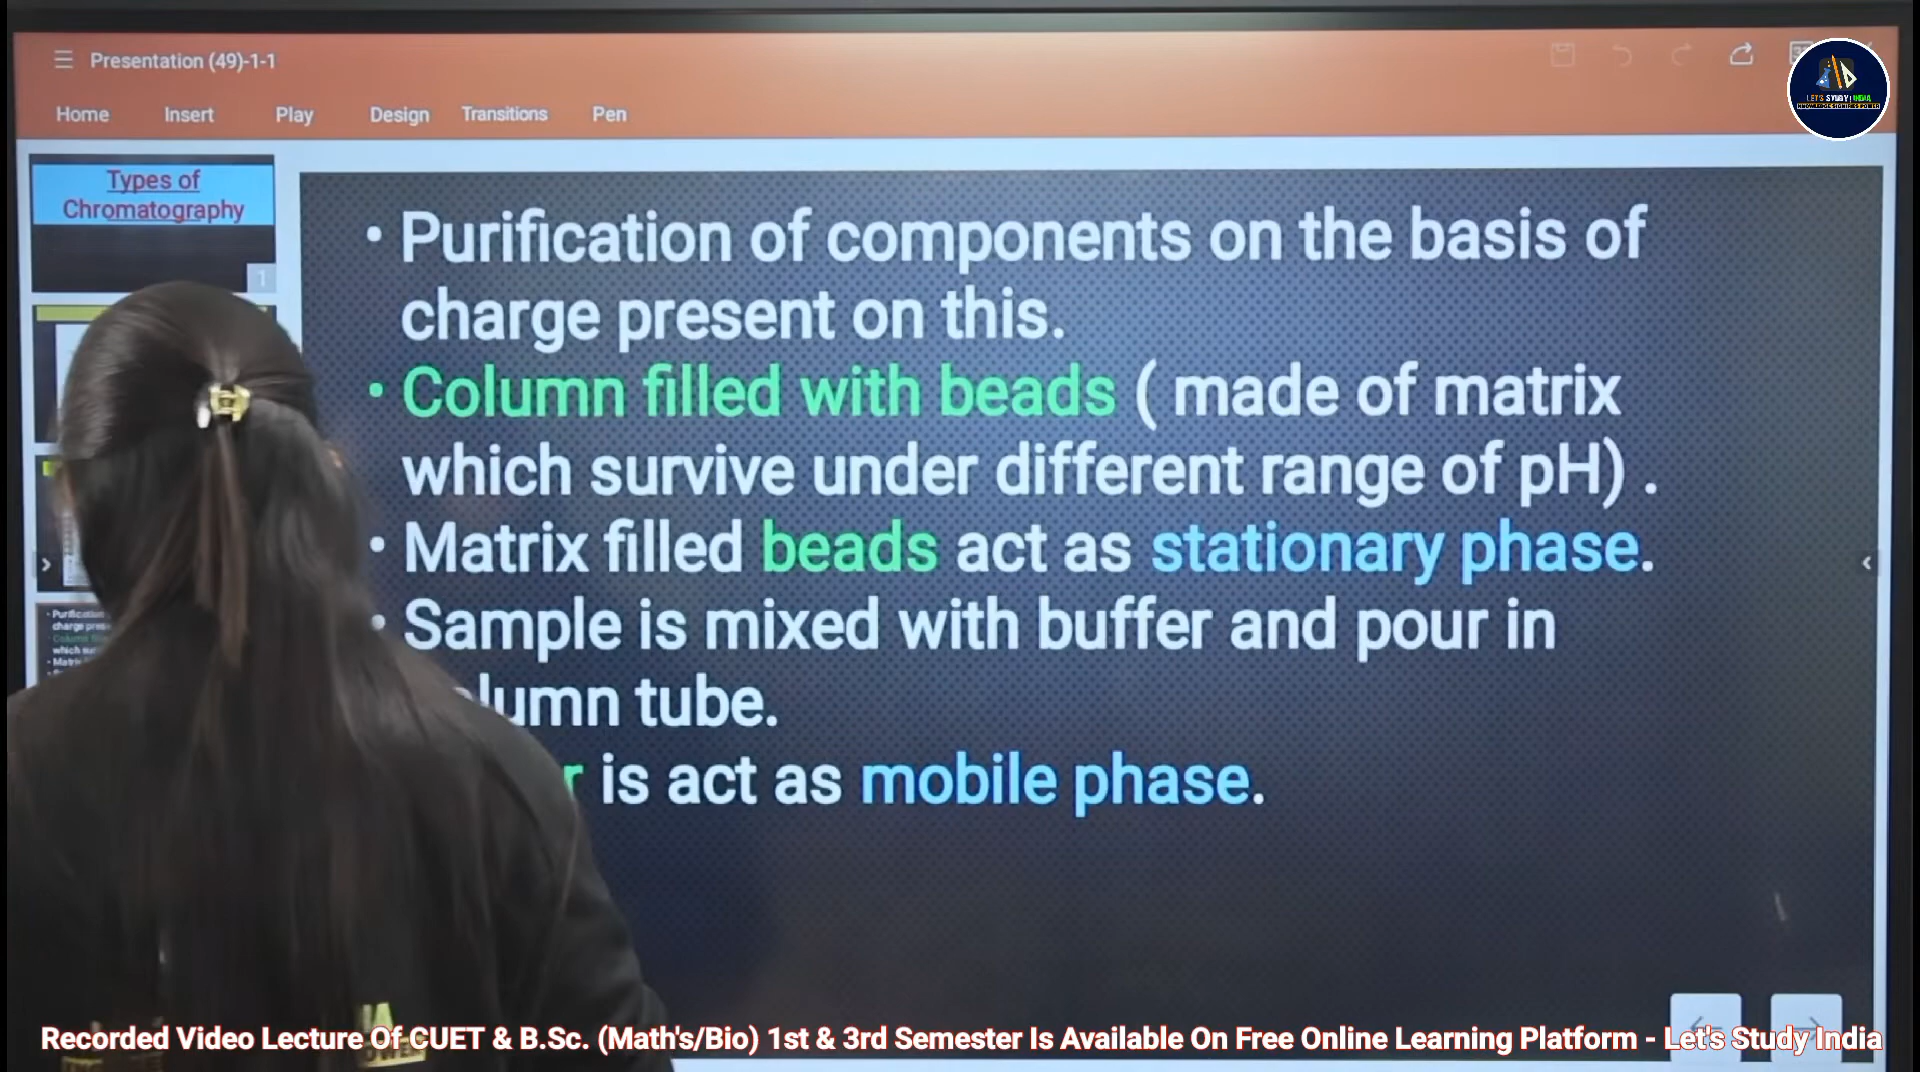 Presentation (49)-1-1
Home Insert Play Design Transitions Pen
LET'S STUDY INDIA
Types of
Chromatography
1
• Purification of components on the basis of
charge present on this.
• Column filled with beads ( made of matrix
which survive under different range of pH) .
• Matrix filled beads act as stationary phase.
• Sample is mixed with buffer and pour in
lumn tube.
r is act as mobile phase.
Recorded Video Lecture Of CUET & B.Sc. (Math's/Bio) 1st & 3rd Semester Is Available On Free Online Learning Platform - Let's Study India